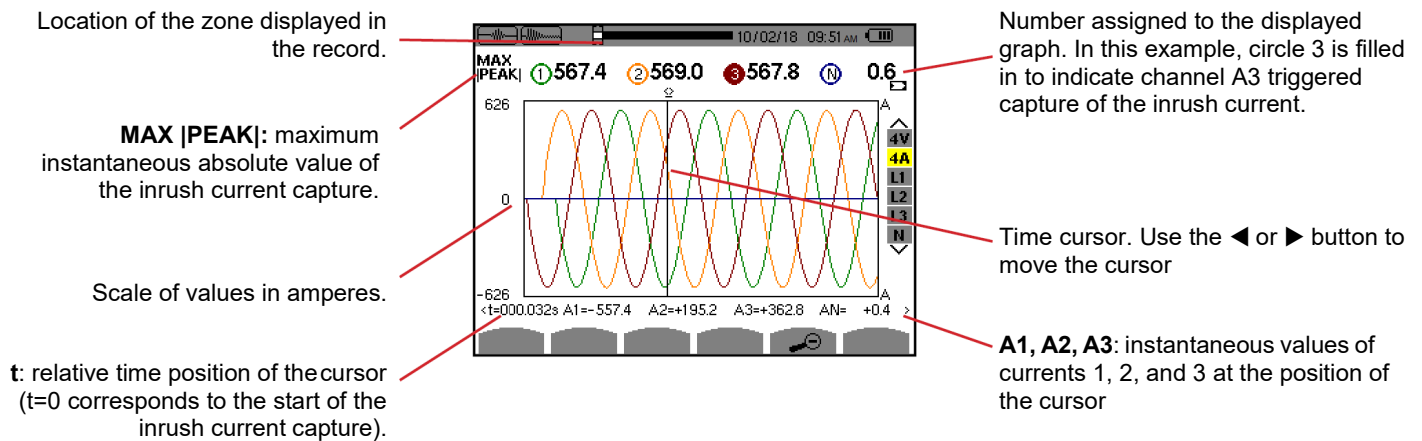 Location of the zone displayed in
the record.
MAX |PEAK|: maximum
instantaneous absolute value of
the inrush current capture.
Scale of values in amperes.
t: relative time position of thecursor
(t=0 corresponds to the start of the
inrush current capture).
10/02/18 09:51 AM
MAX
|PEAK|
1 567.4 2 569.0 3 567.8 N 0.6
626 A
4V
4A
L1
L2
L3
N
0
-626 A
<t=000.032s A1=-557.4 A2=+195.2 A3=+362.8 AN= +0.4 >
Number assigned to the displayed
graph. In this example, circle 3 is filled
in to indicate channel A3 triggered
capture of the inrush current.
Time cursor. Use the ◀ or ▶ button to
move the cursor
A1, A2, A3: instantaneous values of
currents 1, 2, and 3 at the position of
the cursor